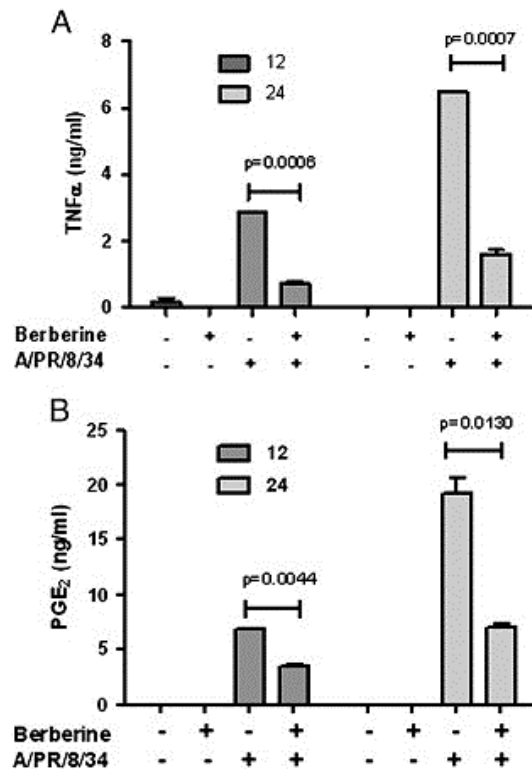 A
8
6
4
2
0
TNFα (ng/ml)
12
24
p=0.0006
p=0.0007
Berberine - + - + - + - +
A/PR/8/34 - - + + - - + +
B
25
20
15
10
5
0
PGE₂ (ng/ml)
12
24
p=0.0044
p=0.0130
Berberine - + - + - + - +
A/PR/8/34 - - + + - - + +